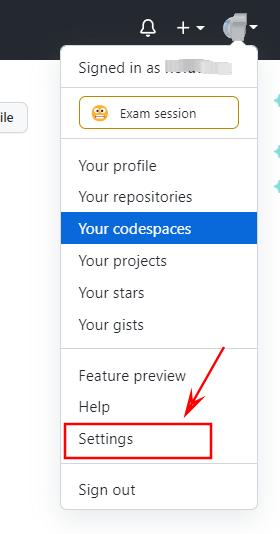 Signed in as
ile
Exam session
Your profile
Your repositories
Your codespaces
Your projects
Your stars
Your gists
Feature preview
Help
Settings
Sign out